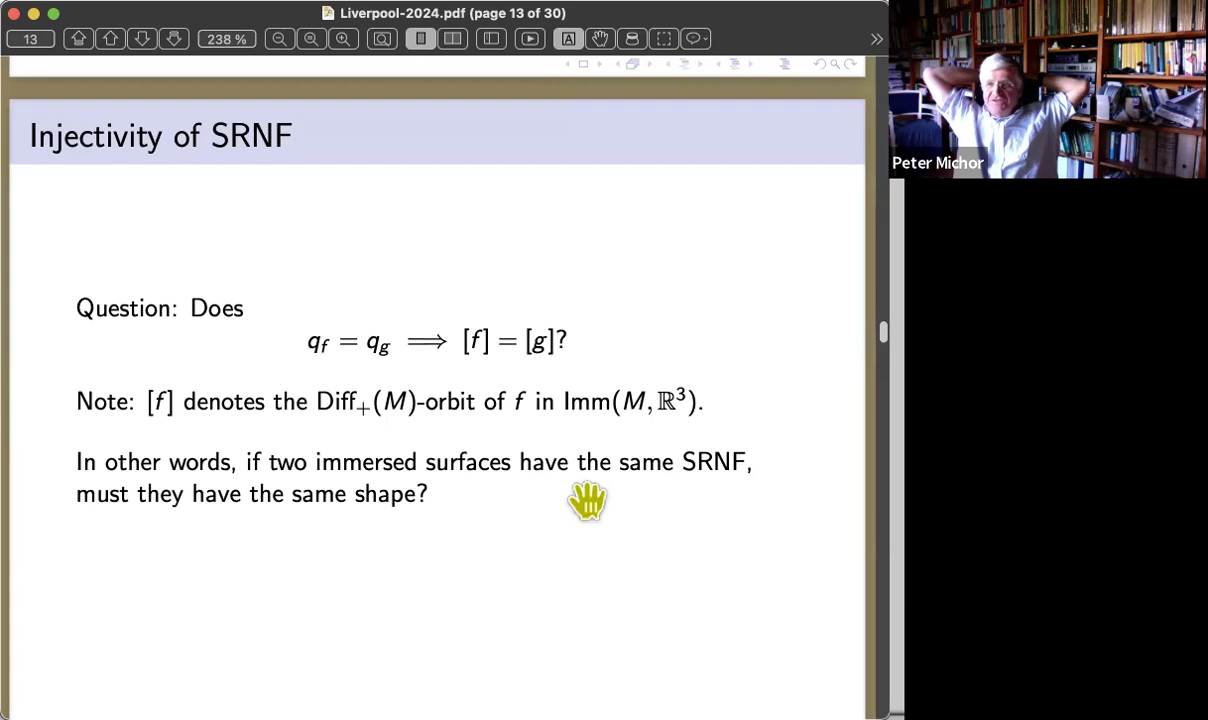 Liverpool-2024.pdf (page 13 of 30)
13
238 %
Injectivity of SRNF
Peter Michor
Question: Does
q_f = q_g ⟹ [f] = [g]?
Note: [f] denotes the Diff₊(M)-orbit of f in Imm(M, ℝ³).
In other words, if two immersed surfaces have the same SRNF,
must they have the same shape?